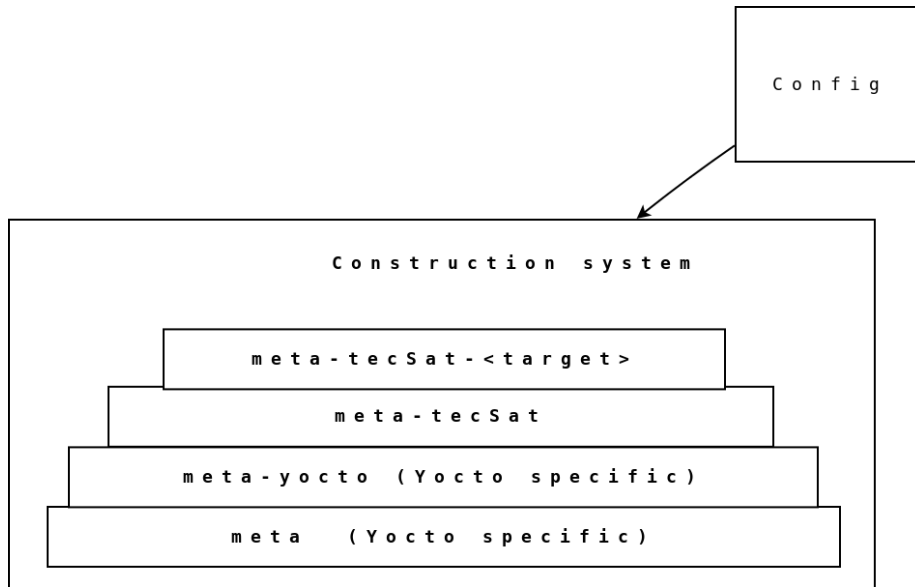 Config
Construction system
meta-tecSat-<target>
meta-tecSat
meta-yocto (Yocto specific)
meta  (Yocto specific)